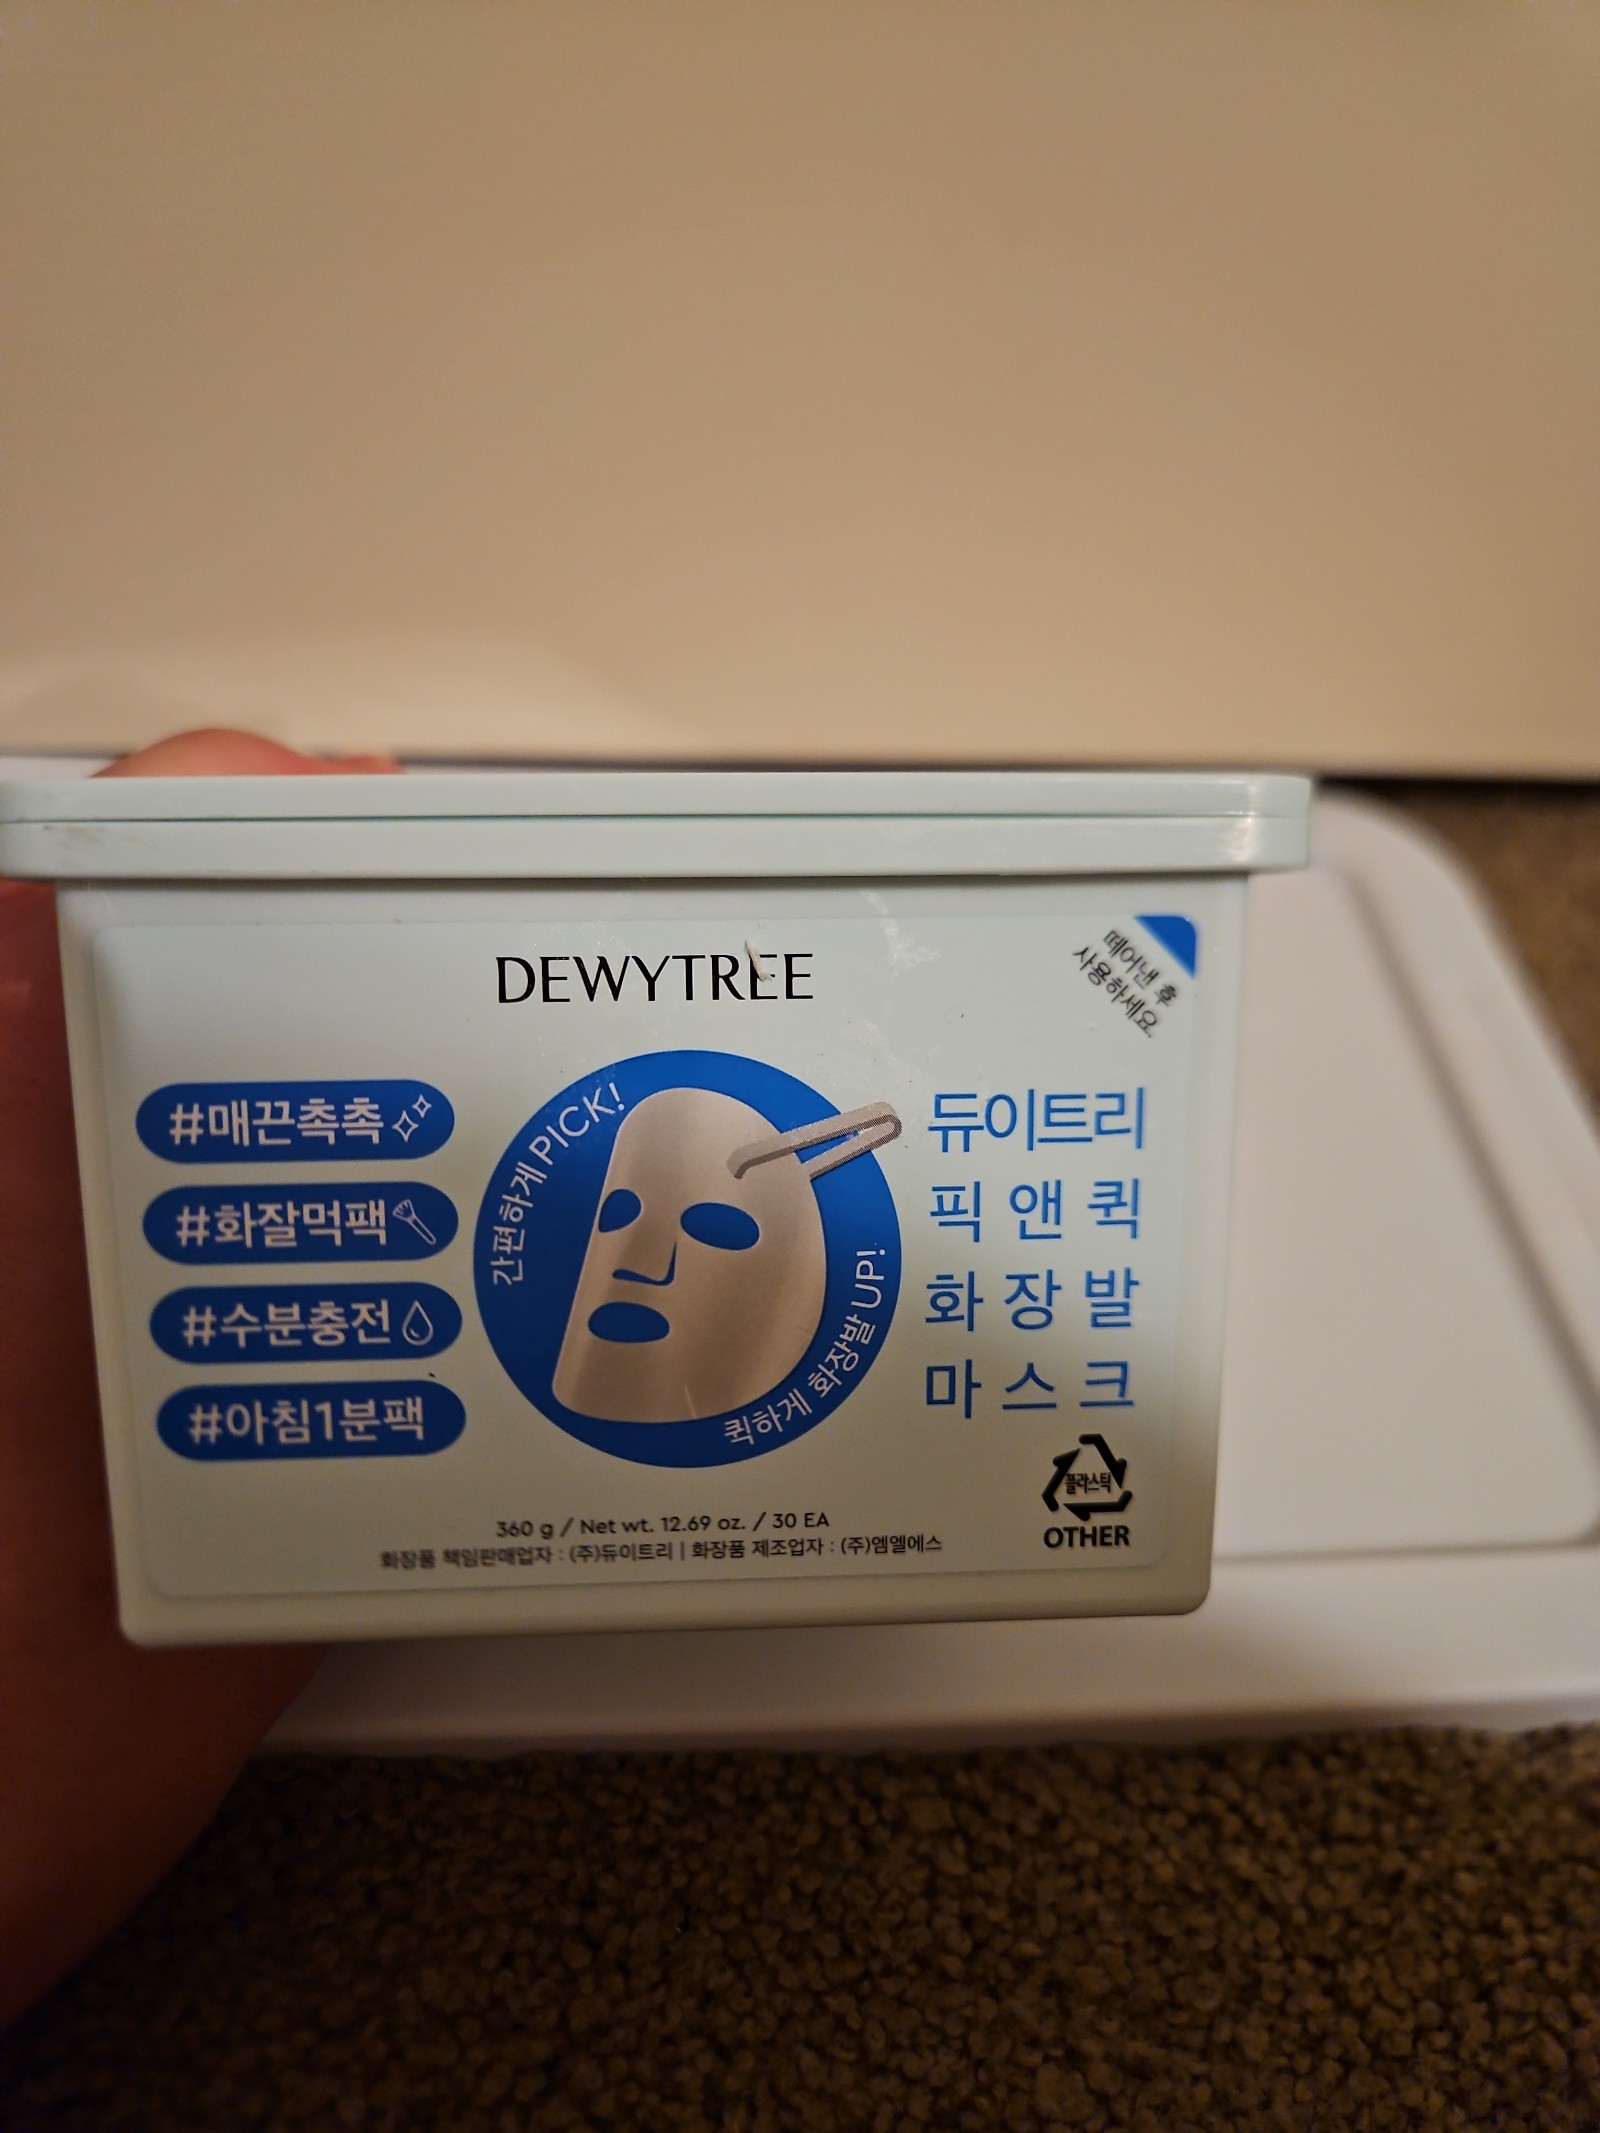 DEWYTREE
떼어낸 후
사용하세요.
#매끈촉촉
#화잘먹팩
#수분충전
#아침1분팩
간편하게 PICK!
퀵하게 화장발 UP!
듀이트리
픽앤퀵
화장발
마스크
플라스틱
OTHER
360 g / Net wt. 12.69 oz. / 30 EA
화장품 책임판매업자 : (주)듀이트리 | 화장품 제조업자 : (주)엠엘에스